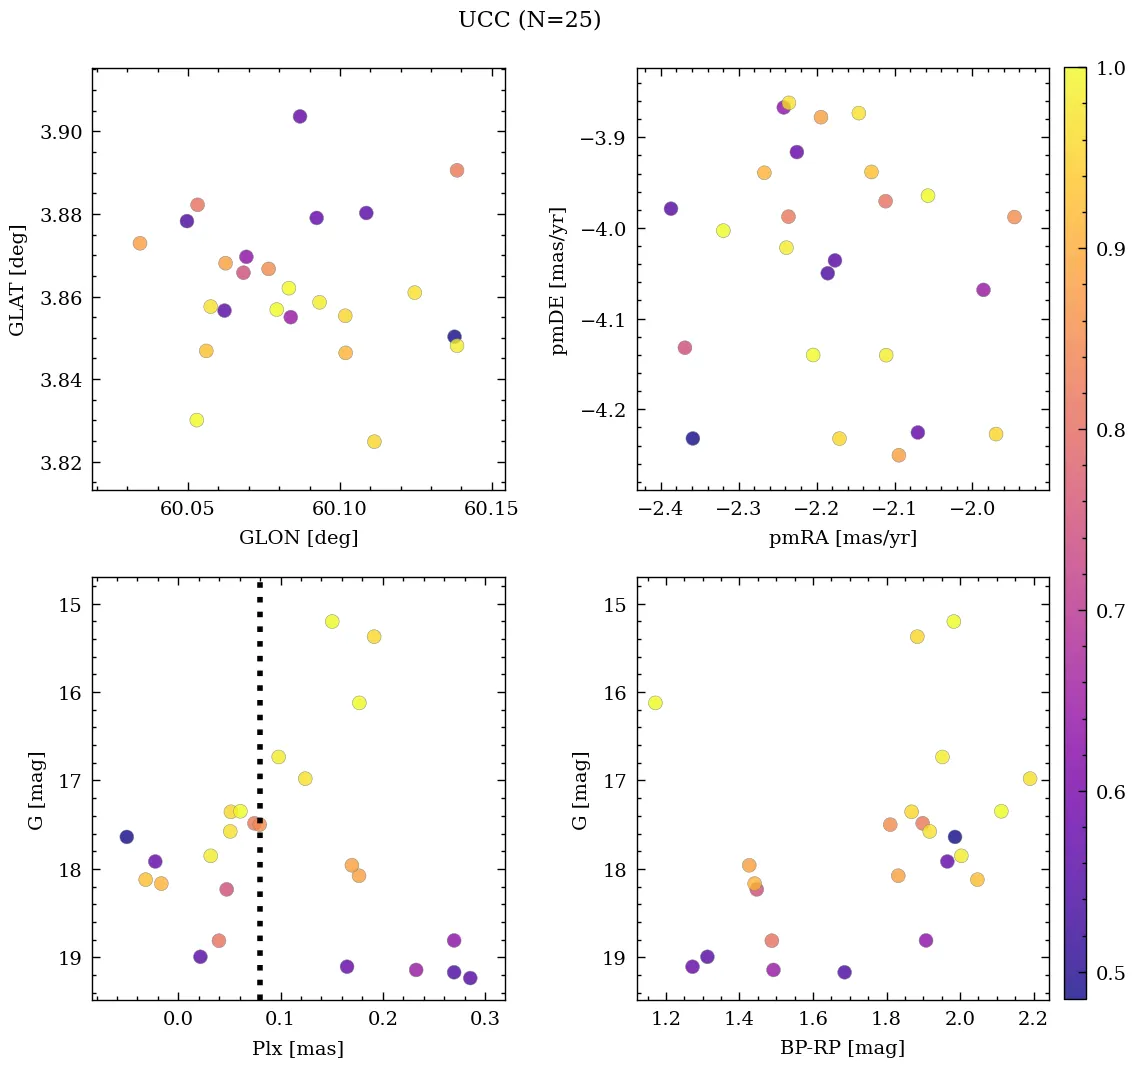 UCC (N=25)
3.90
3.88
3.86
3.84
3.82
GLAT [deg]
60.05 60.10 60.15
GLON [deg]
−3.9
−4.0
−4.1
−4.2
pmDE [mas/yr]
−2.4 −2.3 −2.2 −2.1 −2.0
pmRA [mas/yr]
15
16
17
18
19
G [mag]
0.0 0.1 0.2 0.3
Plx [mas]
15
16
17
18
19
G [mag]
1.2 1.4 1.6 1.8 2.0 2.2
BP-RP [mag]
1.0
0.9
0.8
0.7
0.6
0.5